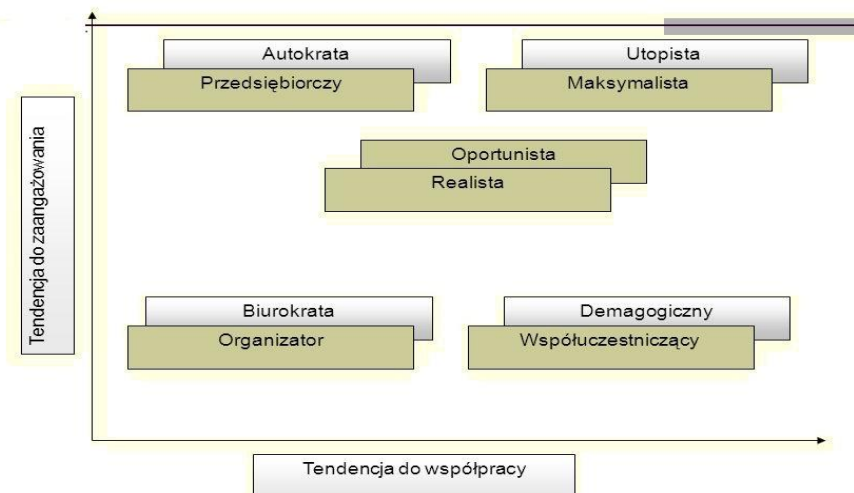 Autokrata
Utopista
Przedsiębiorczy
Maksymalista
Oportunista
Realista
Tendencja do zaangażowania
Biurokrata
Demagogiczny
Organizator
Współuczestniczący
Tendencja do współpracy